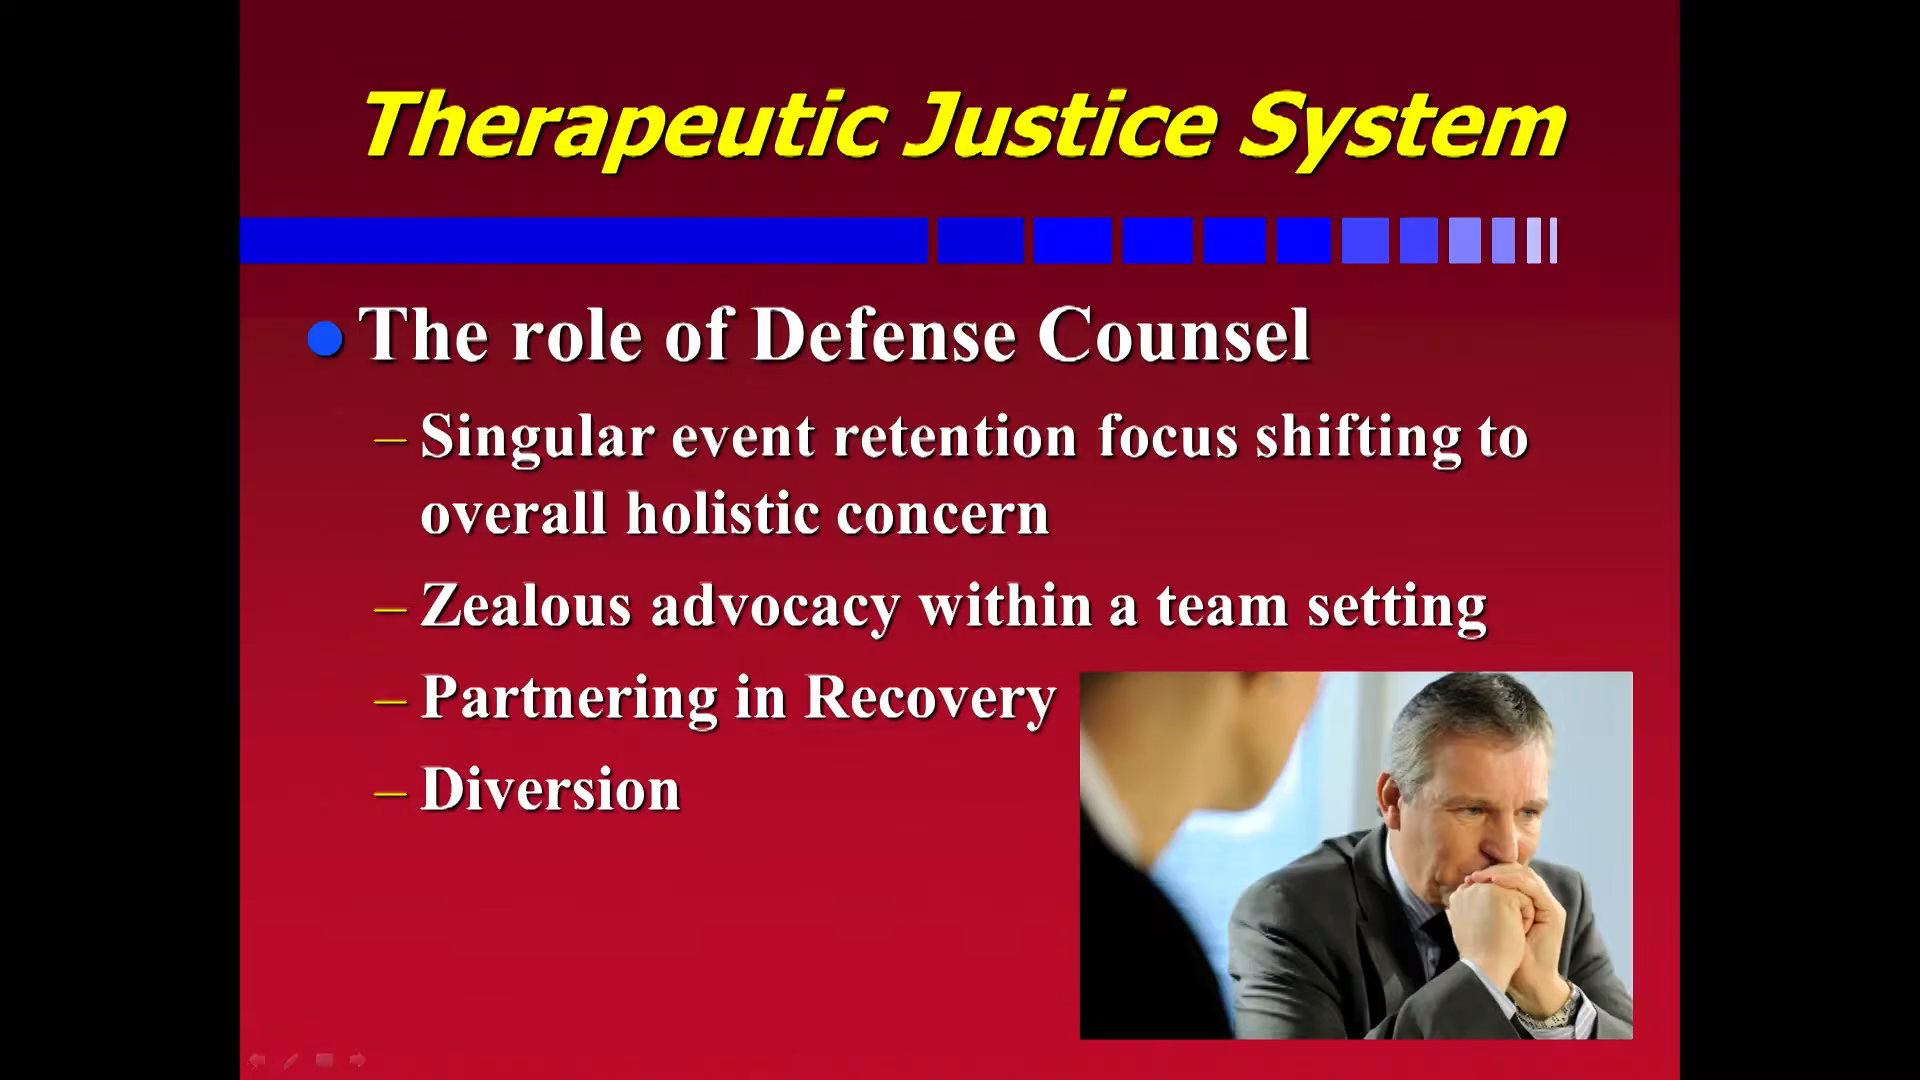 Therapeutic Justice System
The role of Defense Counsel
– Singular event retention focus shifting to
overall holistic concern
– Zealous advocacy within a team setting
– Partnering in Recovery
– Diversion